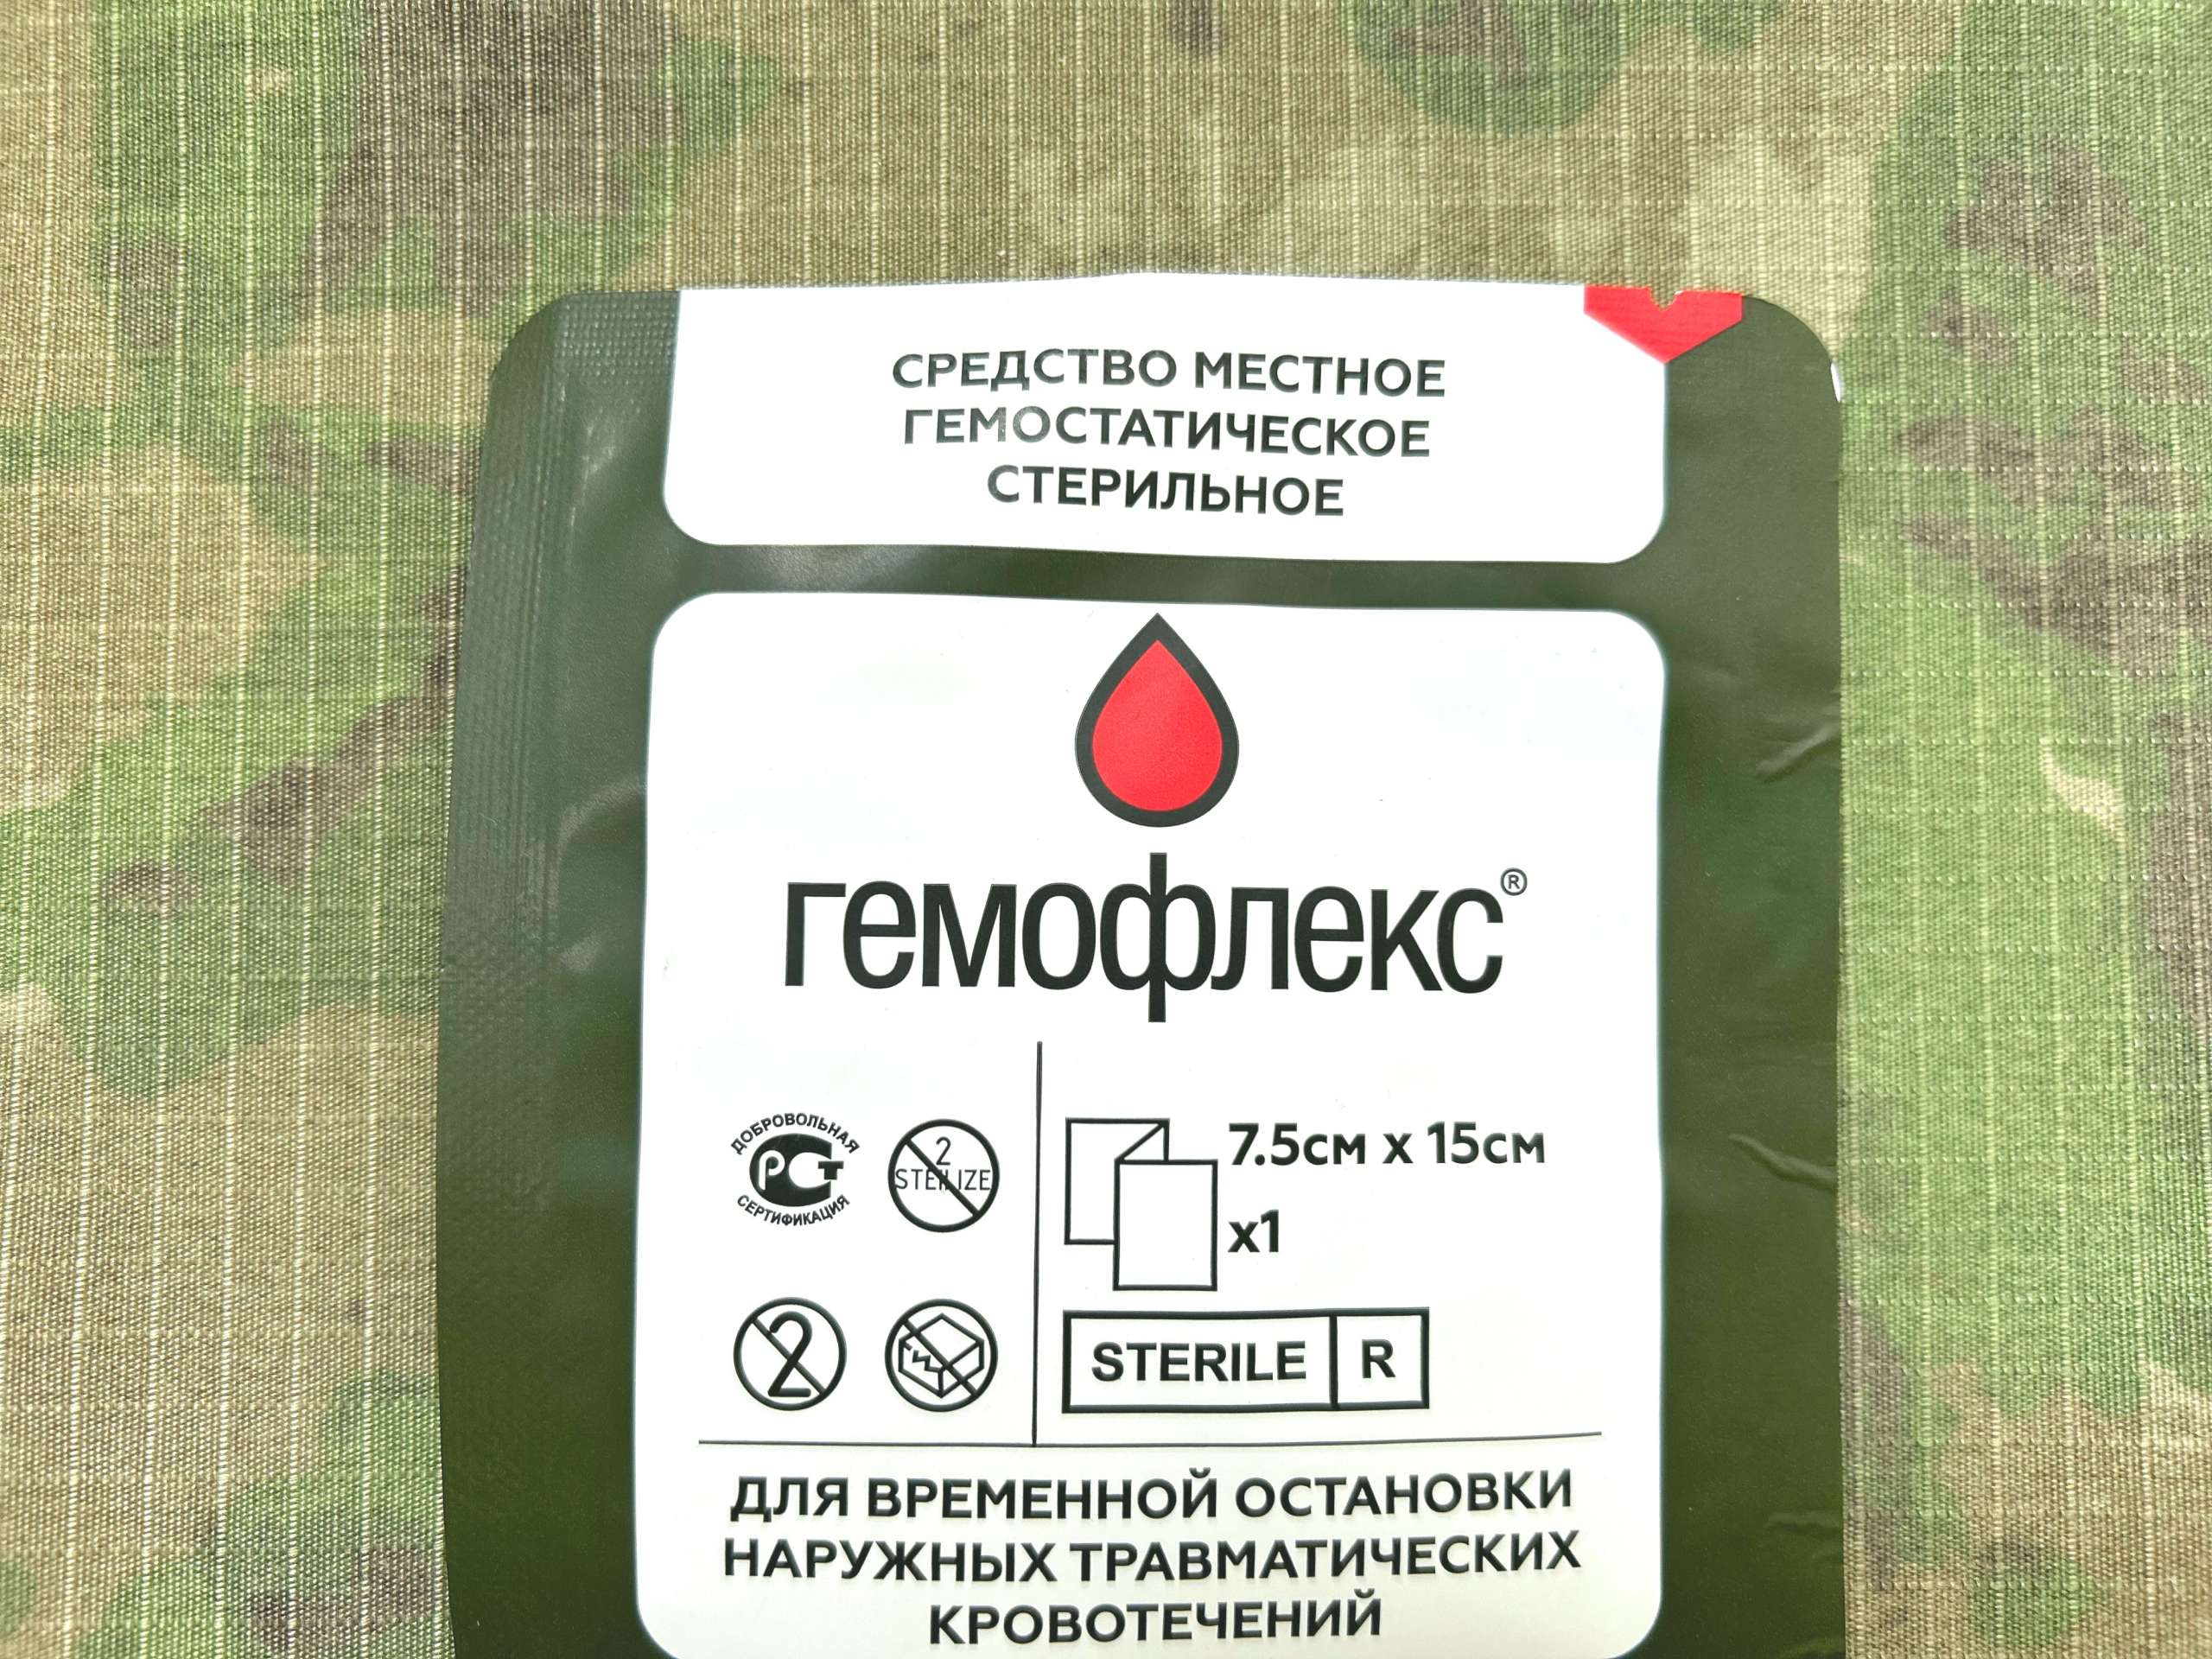 СРЕДСТВО МЕСТНОЕ
ГЕМОСТАТИЧЕСКОЕ
СТЕРИЛЬНОЕ
гемофлекс®
ДОБРОВОЛЬНАЯ
РСТ
СЕРТИФИКАЦИЯ
2
STERILIZE
7.5см x 15см
x1
2
STERILE R
ДЛЯ ВРЕМЕННОЙ ОСТАНОВКИ
НАРУЖНЫХ ТРАВМАТИЧЕСКИХ
КРОВОТЕЧЕНИЙ